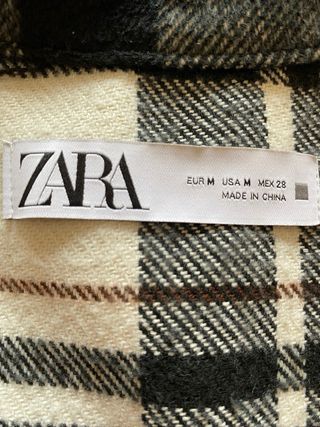 ZARA
EUR M USA M MEX 28
MADE IN CHINA